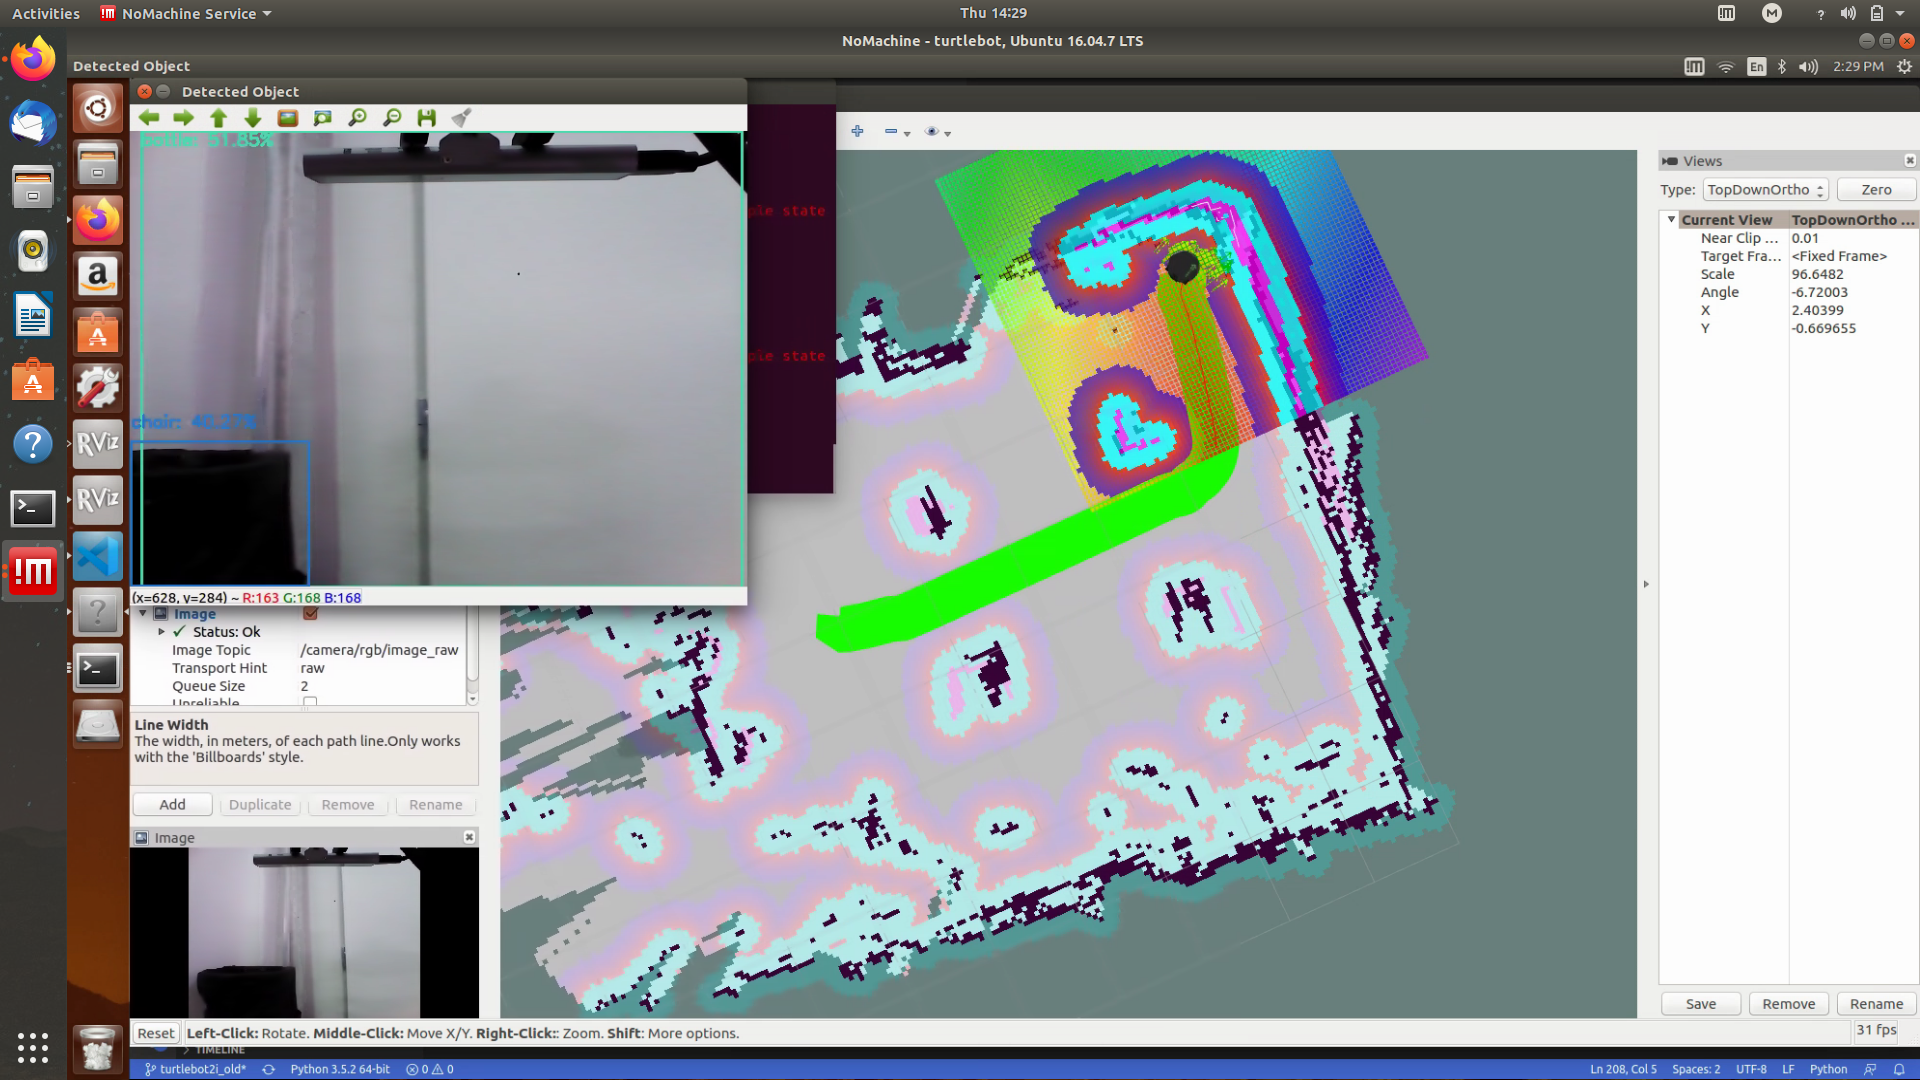 Activities
NoMachine Service
Thu 14:29
NoMachine - turtlebot, Ubuntu 16.04.7 LTS
Detected Object
En
2:29 PM
Detected Object
bottle: 51.85%
chair: 40.27%
(x=628, y=284) ~ R:163 G:168 B:168
ple state
ple state
Image
Status: Ok
Image Topic /camera/rgb/image_raw
Transport Hint raw
Queue Size 2
Unreliable
Line Width
The width, in meters, of each path line.Only works
with the 'Billboards' style.
Add Duplicate Remove Rename
Image
Reset Left-Click: Rotate. Middle-Click: Move X/Y. Right-Click:: Zoom. Shift: More options.
31 fps
Views
Type: TopDownOrtho Zero
Current View TopDownOrtho ...
Near Clip ... 0.01
Target Fra... <Fixed Frame>
Scale 96.6482
Angle -6.72003
X 2.40399
Y -0.669655
Save Remove Rename
RViz
RViz
TIMELINE
turtlebot2i_old* Python 3.5.2 64-bit 0 0
Ln 208, Col 5 Spaces: 2 UTF-8 LF Python